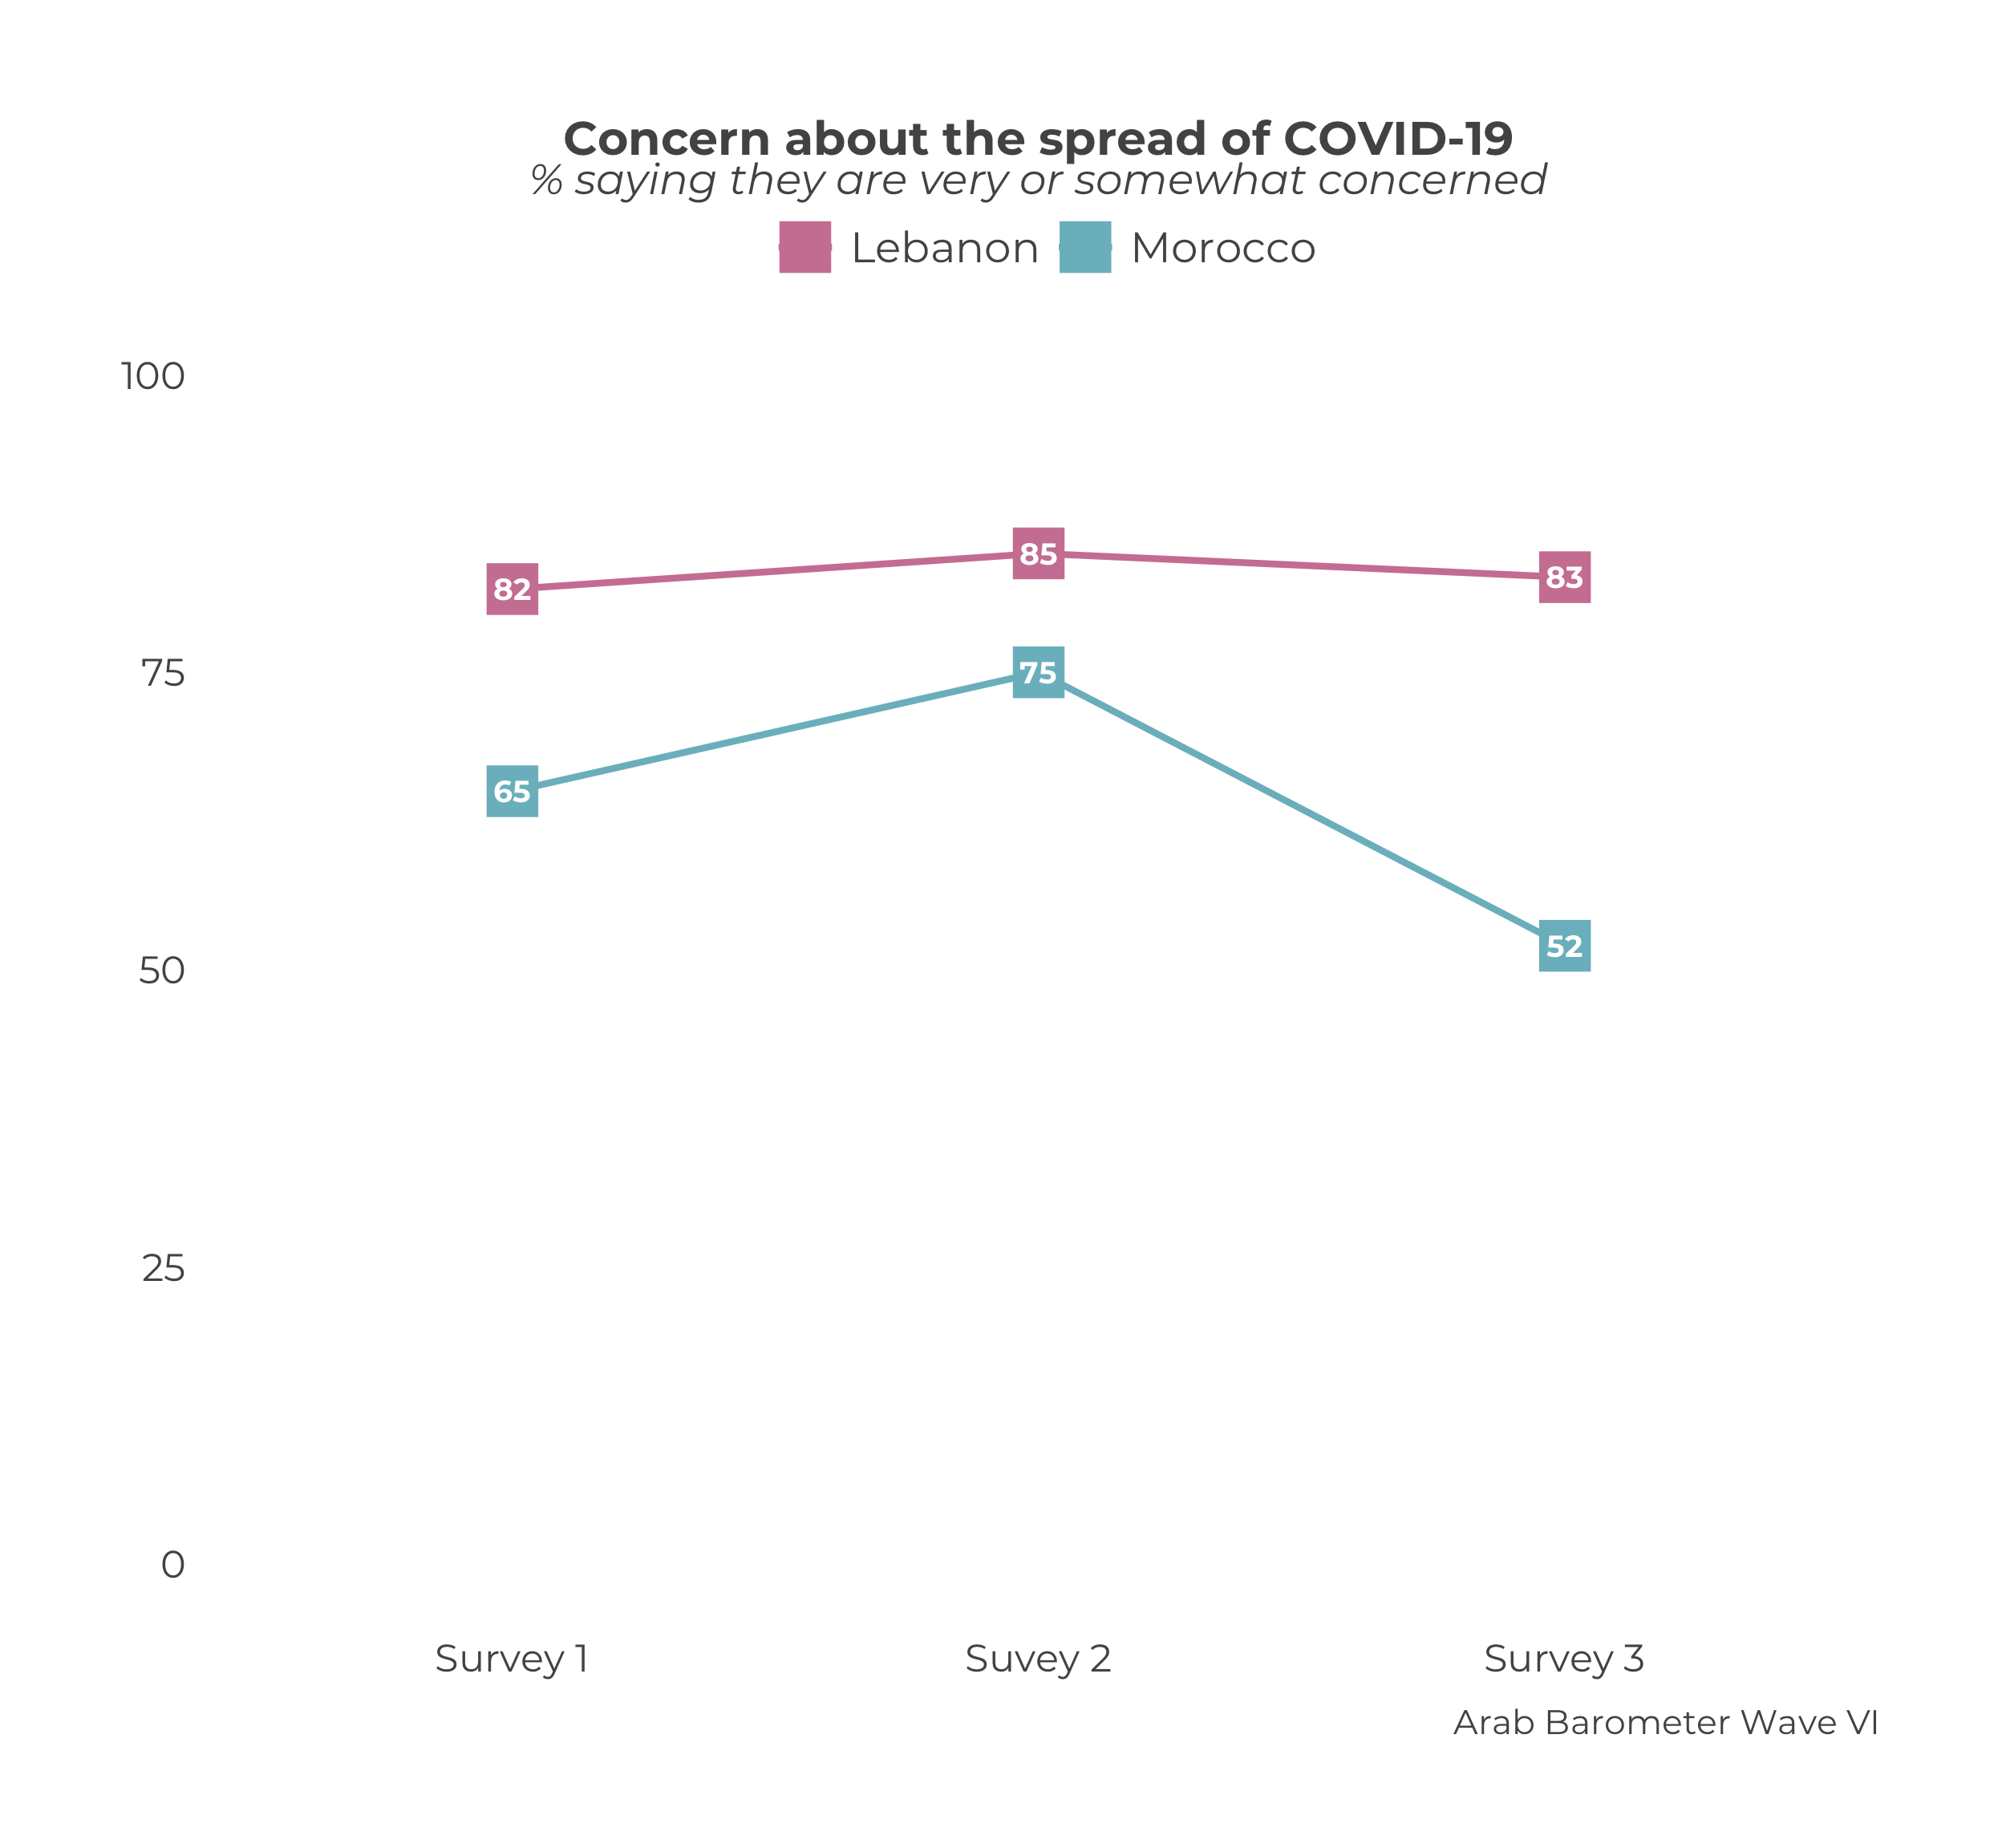 Concern about the spread of COVID-19
% saying they are very or somewhat concerned
Lebanon Morocco
100
85
83
82
75
75
65
52
50
25
0
Survey 1 Suvey 2 Survey 3
Arab Barometer Wave VI